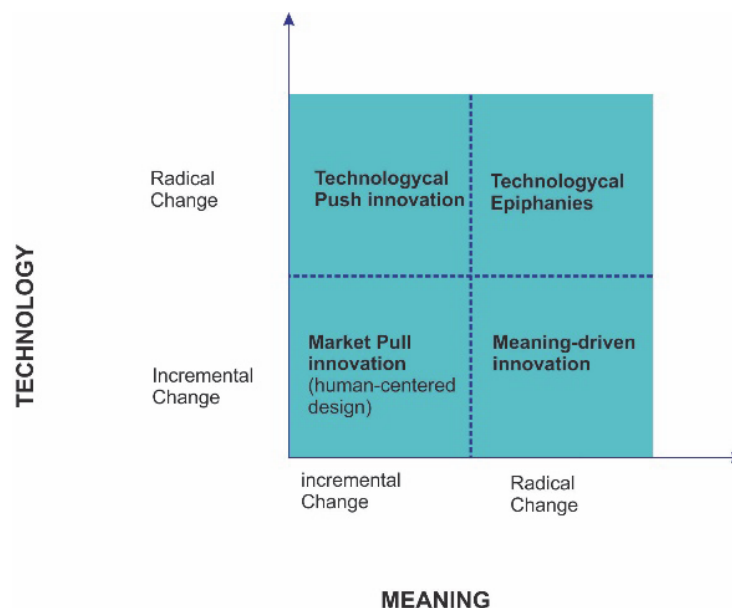 Radical
Change
Technologycal
Push innovation
Technologycal
Epiphanies
TECHNOLOGY
Incremental
Change
Market Pull
innovation
(human-centered
design)
Meaning-driven
innovation
incremental
Change
Radical
Change
MEANING